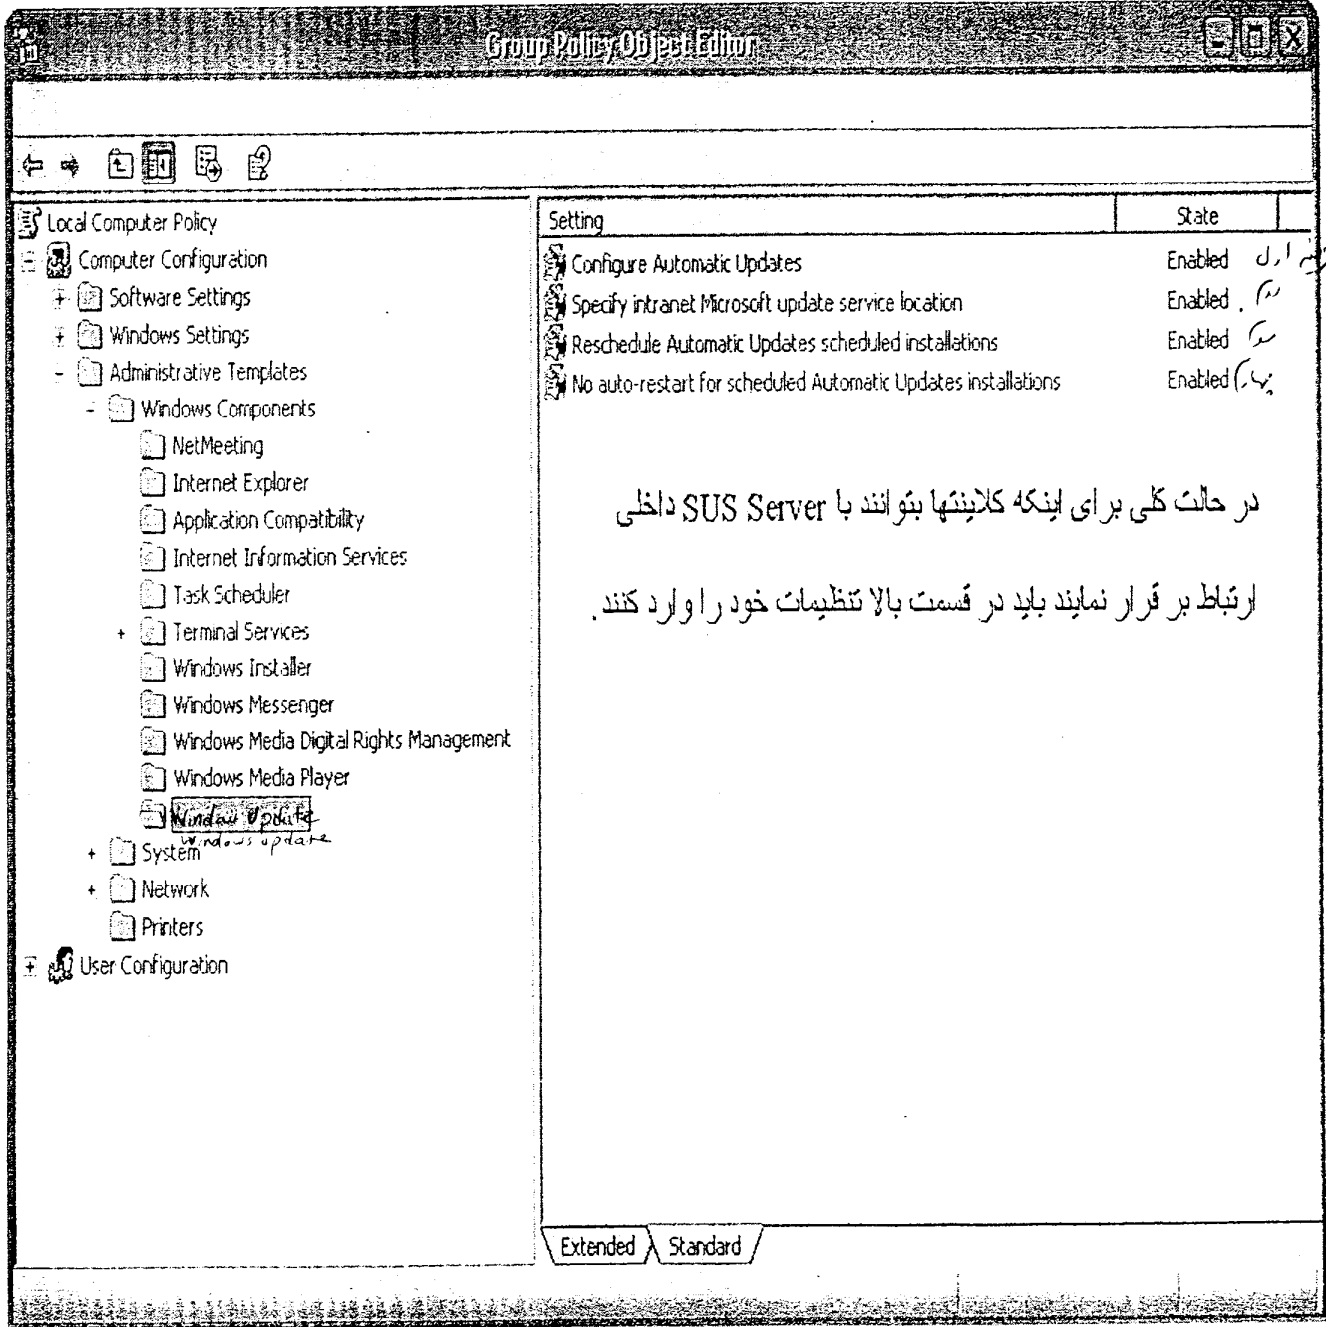 Group Policy Object Editor
Local Computer Policy
Computer Configuration
Software Settings
Windows Settings
Administrative Templates
Windows Components
NetMeeting
Internet Explorer
Application Compatibility
Internet Information Services
Task Scheduler
Terminal Services
Windows Installer
Windows Messenger
Windows Media Digital Rights Management
Windows Media Player
Window Update
Windows update
System
Network
Printers
User Configuration
Setting State
Configure Automatic Updates Enabled اول
Specify intranet Microsoft update service location Enabled
Reschedule Automatic Updates scheduled installations Enabled
No auto-restart for scheduled Automatic Updates installations Enabled
در حالت کلی برای اینکه کلاینتها بتوانند با SUS Server داخلی
ارتباط بر قرار نمایند باید در قسمت بالا تنظیمات خود را وارد کنند.
Extended Standard